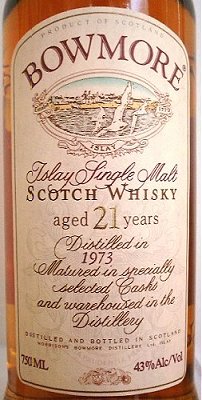 PRODUCT OF SCOTLAND
BOWMORE
ISLAY
Islay Single Malt
SCOTCH WHISKY
aged 21 years
Distilled in
1973
Matured in specially
selected Casks
and warehoused in the
Distillery
DISTILLED AND BOTTLED IN SCOTLAND
MORRISON'S BOWMORE DISTILLERY LTD. ISLAY
750 ML 43% Alc/Vol